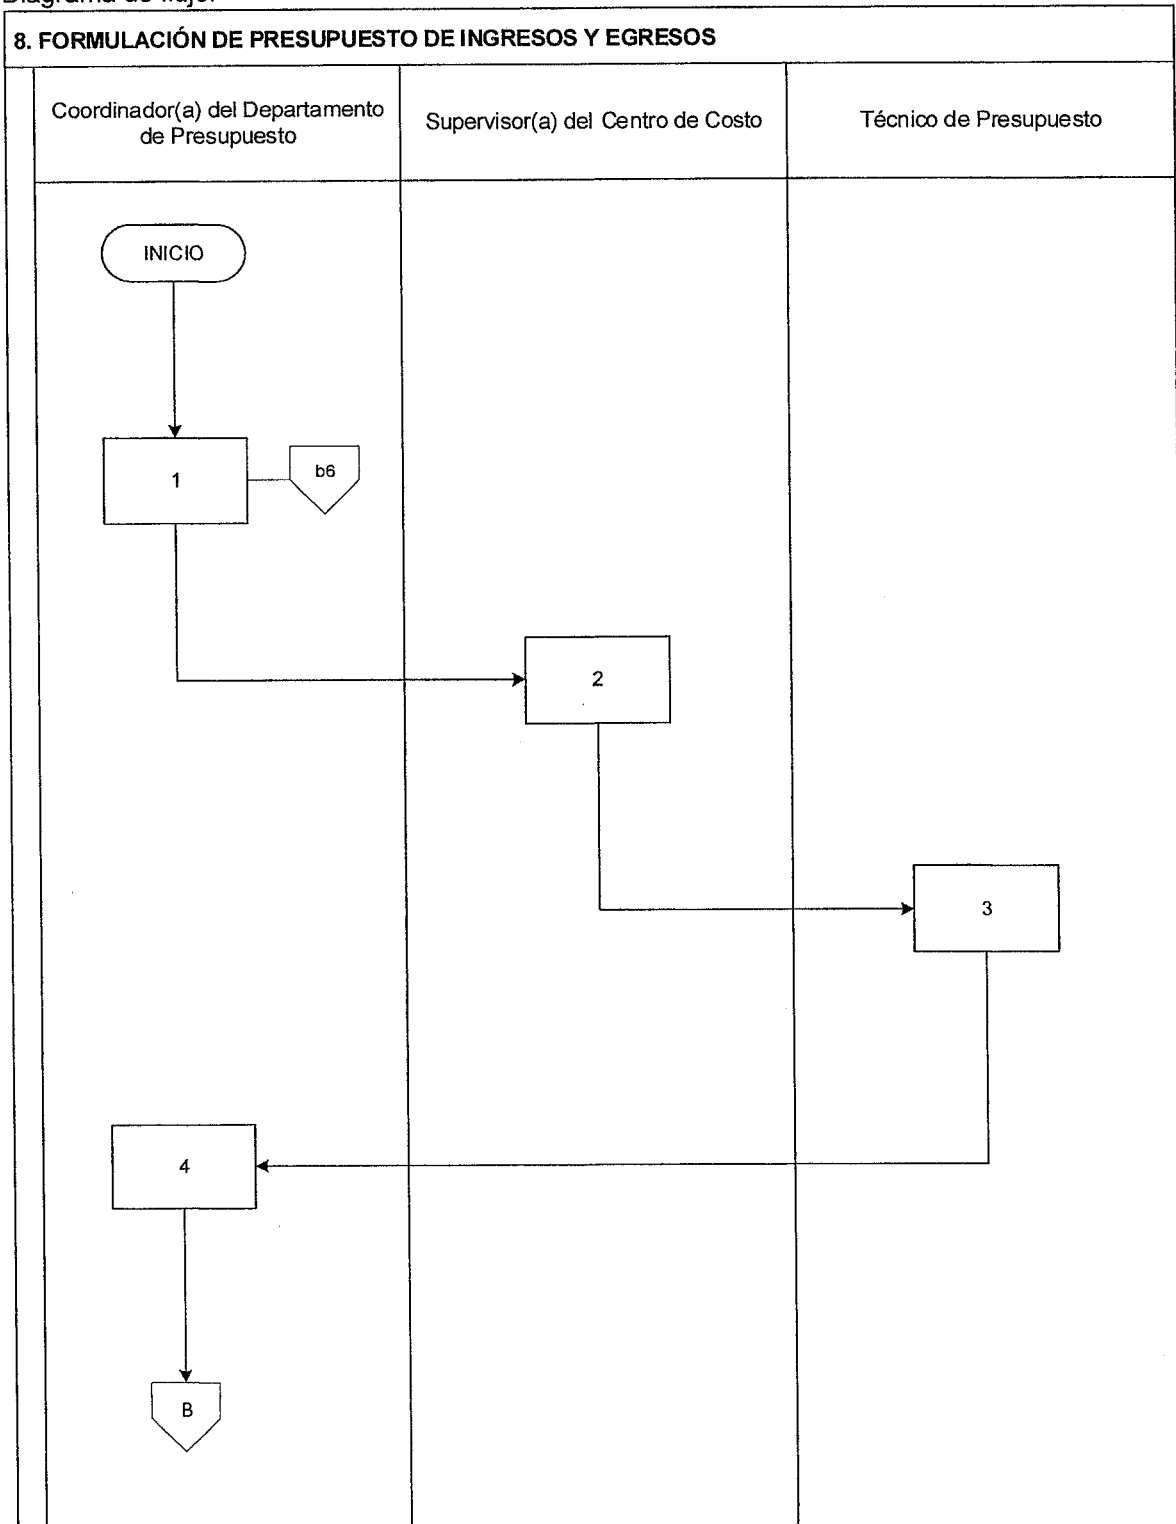 Diagrama de flujo.
8. FORMULACIÓN DE PRESUPUESTO DE INGRESOS Y EGRESOS
Coordinador(a) del Departamento
de Presupuesto
Supervisor(a) del Centro de Costo
Técnico de Presupuesto
INICIO
1
b6
2
3
4
B